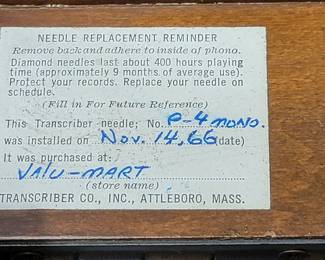 NEEDLE REPLACEMENT REMINDER
Remove back and adhere to inside of phono.
Diamond needles last about 400 hours playing
time (approximately 9 months of average use).
Protect your records. Replace your needle on
schedule.
(Fill in For Future Reference)
This Transcriber needle; No. P-4 MONO.
was installed on Nov. 14, 66 (date)
It was purchased at:
VALU-MART
(store name)
TRANSCRIBER CO., INC., ATTLEBORO, MASS.